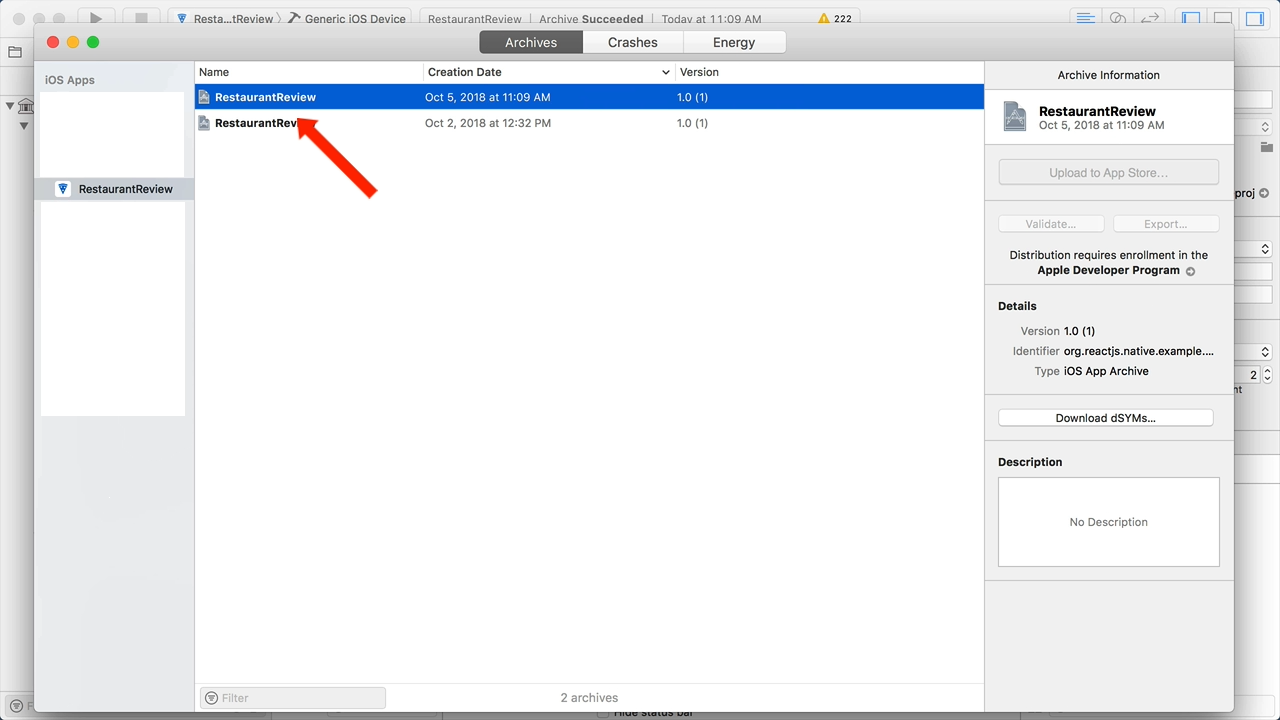 Resta...tReview
Generic iOS Device
RestaurantReview
Archive Succeeded
Today at 11:09 AM
222
Archives
Crashes
Energy
iOS Apps
Name
Creation Date
Version
Archive Information
RestaurantReview
Oct 5, 2018 at 11:09 AM
1.0 (1)
RestaurantReview
Oct 5, 2018 at 11:09 AM
RestaurantRev
Oct 2, 2018 at 12:32 PM
1.0 (1)
Upload to App Store...
RestaurantReview
proj
Validate...
Export...
Distribution requires enrollment in the
Apple Developer Program
Details
Version 1.0 (1)
Identifier org.reactjs.native.example....
Type iOS App Archive
2
Download dSYMs...
Description
No Description
Filter
2 archives
Hide status bar